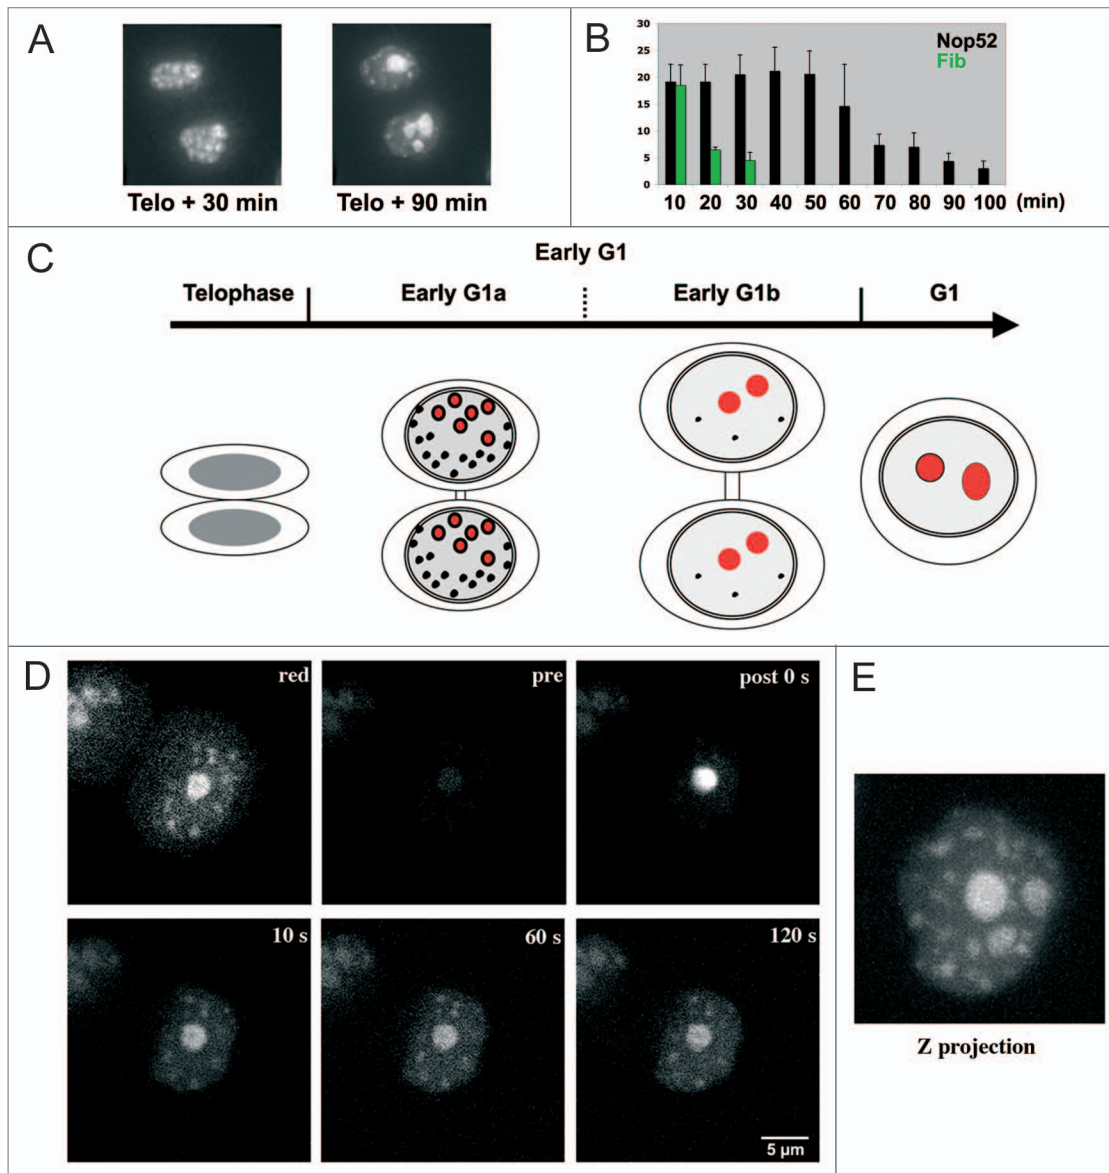 A
Telo + 30 min
Telo + 90 min
B
30
25
20
15
10
5
0
Nop52
Fib
10 20 30 40 50 60 70 80 90 100 (min)
C
Early G1
Telophase
Early G1a
Early G1b
G1
D
red
pre
post 0 s
10 s
60 s
120 s
5 µm
E
Z projection